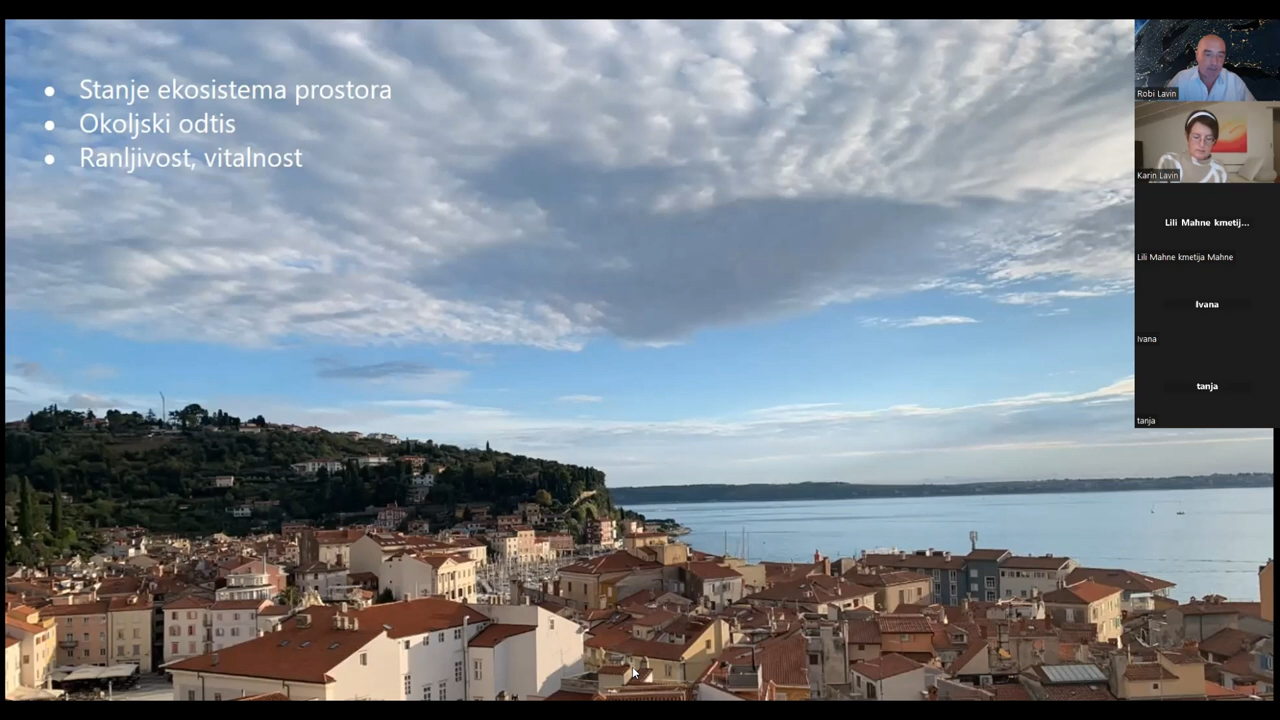 • Stanje ekosistema prostora
• Okoljski odtis
• Ranljivost, vitalnost
Robi Lavin
Karin Lavin
Lili Mahne kmetij...
Lili Mahne kmetija Mahne
Ivana
Ivana
tanja
tanja